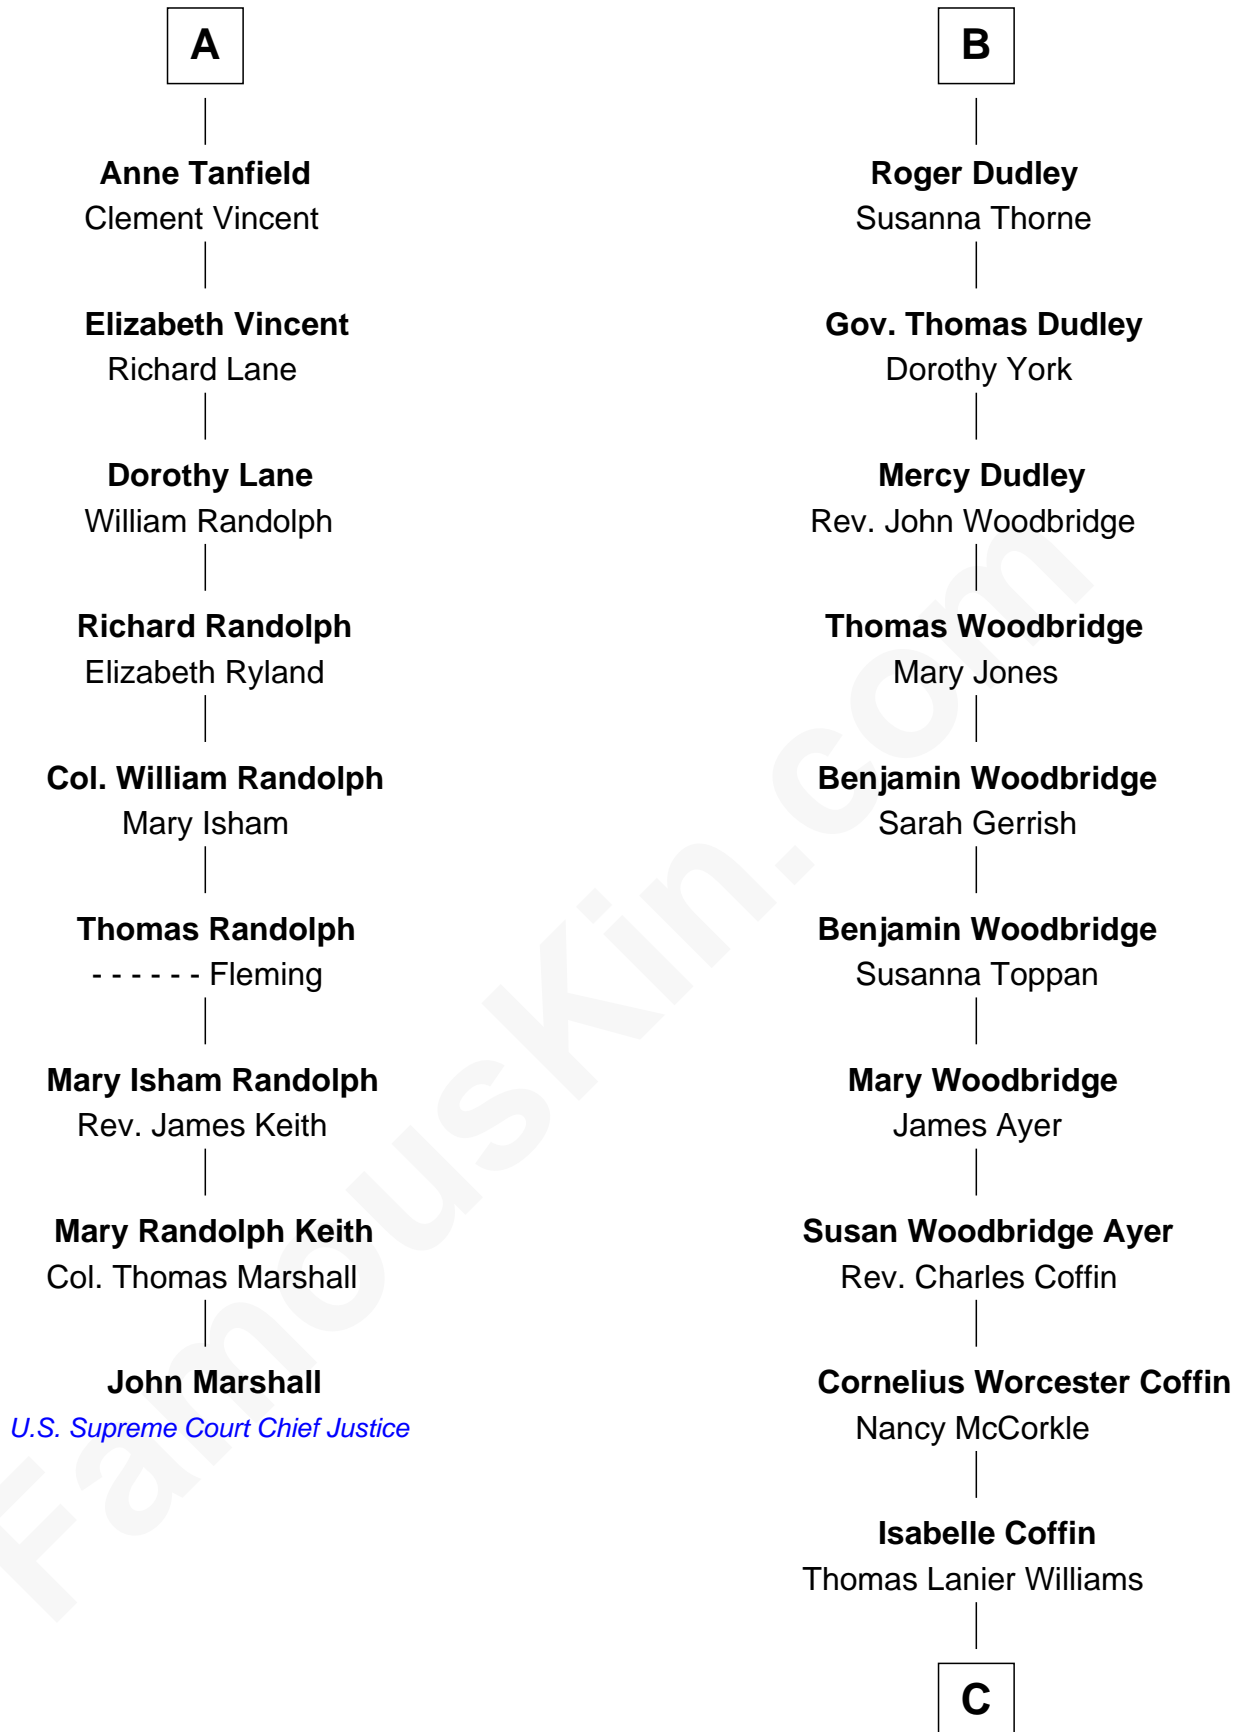 A
Anne Tanfield
Clement Vincent
Elizabeth Vincent
Richard Lane
Dorothy Lane
William Randolph
Richard Randolph
Elizabeth Ryland
Col. William Randolph
Mary Isham
Thomas Randolph
- - - - - - Fleming
Mary Isham Randolph
Rev. James Keith
Mary Randolph Keith
Col. Thomas Marshall
John Marshall
U.S. Supreme Court Chief Justice
B
Roger Dudley
Susanna Thorne
Gov. Thomas Dudley
Dorothy York
Mercy Dudley
Rev. John Woodbridge
Thomas Woodbridge
Mary Jones
Benjamin Woodbridge
Sarah Gerrish
Benjamin Woodbridge
Susanna Toppan
Mary Woodbridge
James Ayer
Susan Woodbridge Ayer
Rev. Charles Coffin
Cornelius Worcester Coffin
Nancy McCorkle
Isabelle Coffin
Thomas Lanier Williams
C
FamousKin.com